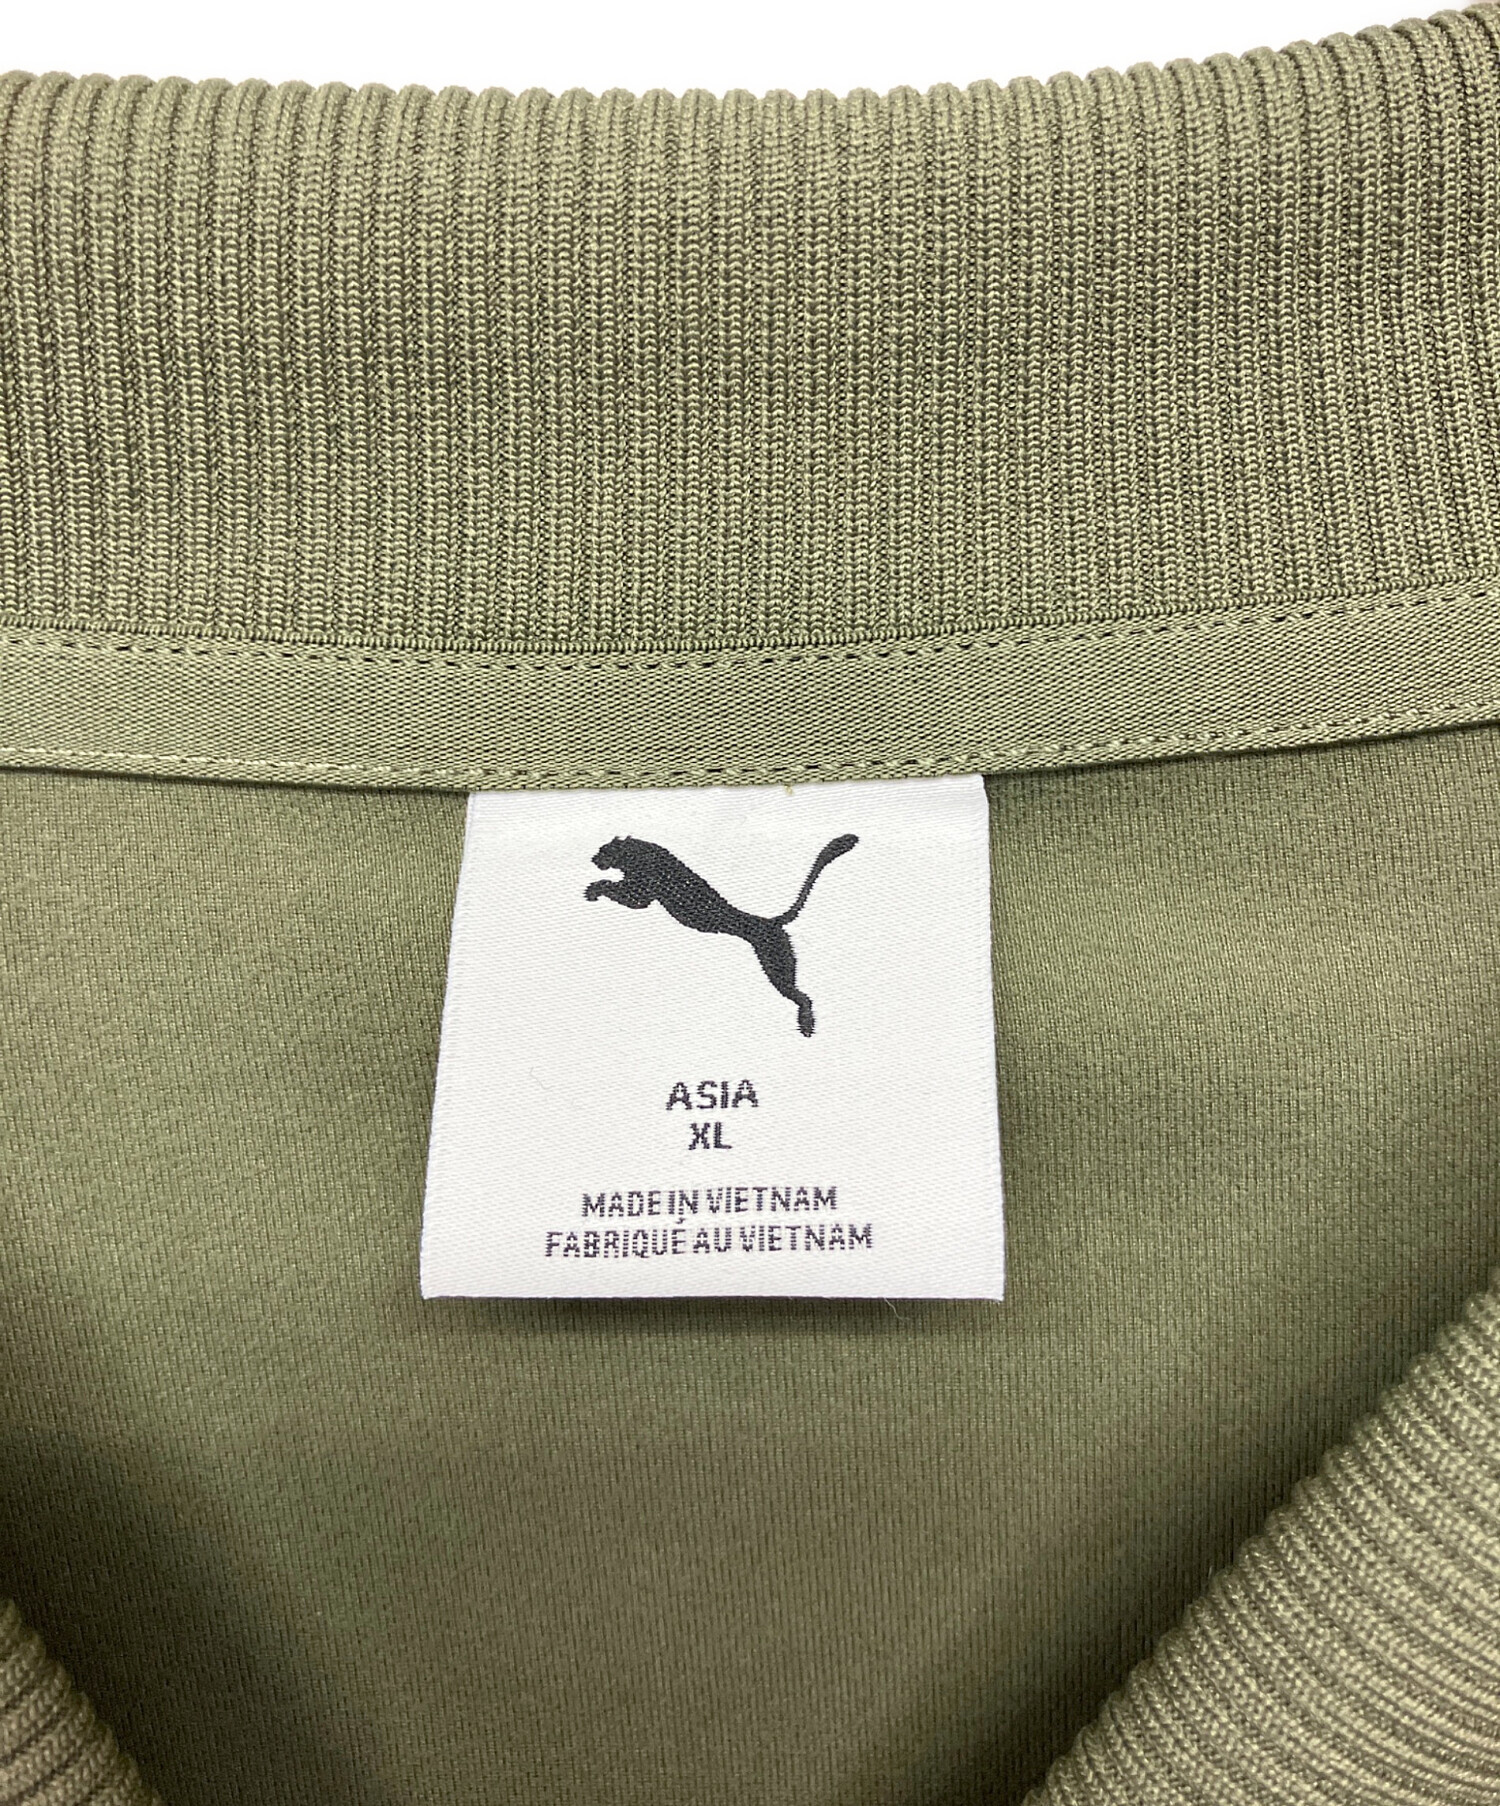 ASIA
XL
MADE IN VIETNAM
FABRIQUÉ AU VIETNAM